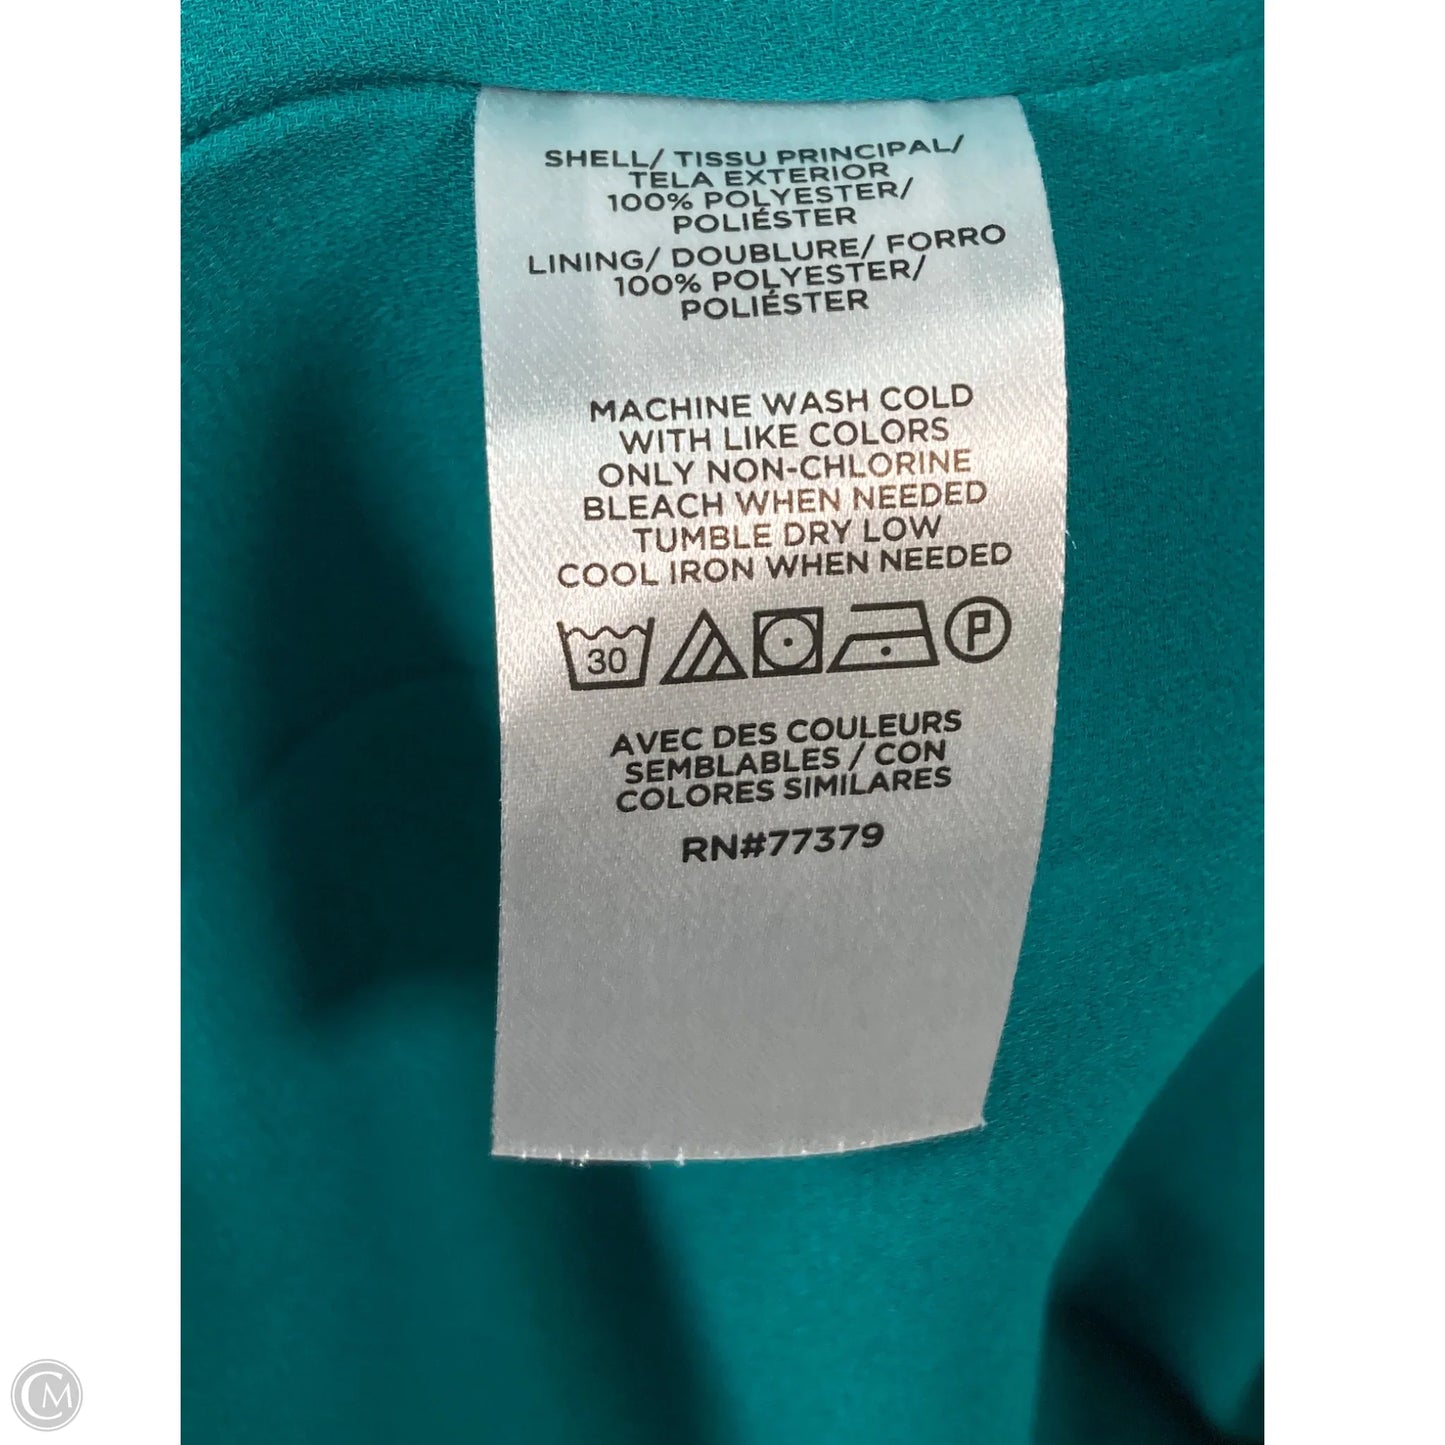 SHELL/ TISSU PRINCIPAL/
TELA EXTERIOR
100% POLYESTER/
POLIÉSTER
LINING/ DOUBLURE/ FORRO
100% POLYESTER/
POLIÉSTER
MACHINE WASH COLD
WITH LIKE COLORS
ONLY NON-CHLORINE
BLEACH WHEN NEEDED
TUMBLE DRY LOW
COOL IRON WHEN NEEDED
30 P
AVEC DES COULEURS
SEMBLABLES / CON
COLORES SIMILARES
RN#77379
CM